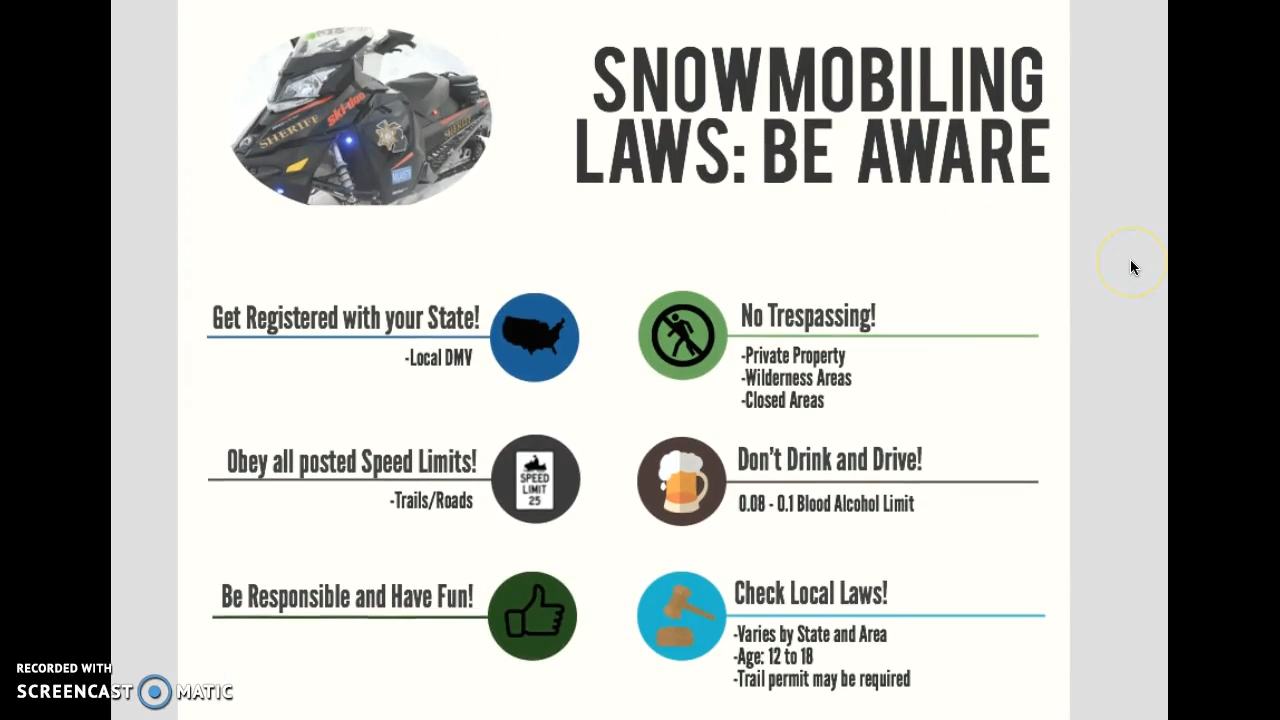 SNOWMOBILING
LAWS: BE AWARE
SHERIFF
ski-doo
Get Registered with your State!
-Local DMV
No Trespassing!
-Private Property
-Wilderness Areas
-Closed Areas
Obey all posted Speed Limits!
-Trails/Roads
SPEED
LIMIT
25
Don't Drink and Drive!
0.08 - 0.1 Blood Alcohol Limit
Be Responsible and Have Fun!
Check Local Laws!
-Varies by State and Area
-Age: 12 to 18
-Trail permit may be required
RECORDED WITH
SCREENCAST MATIC